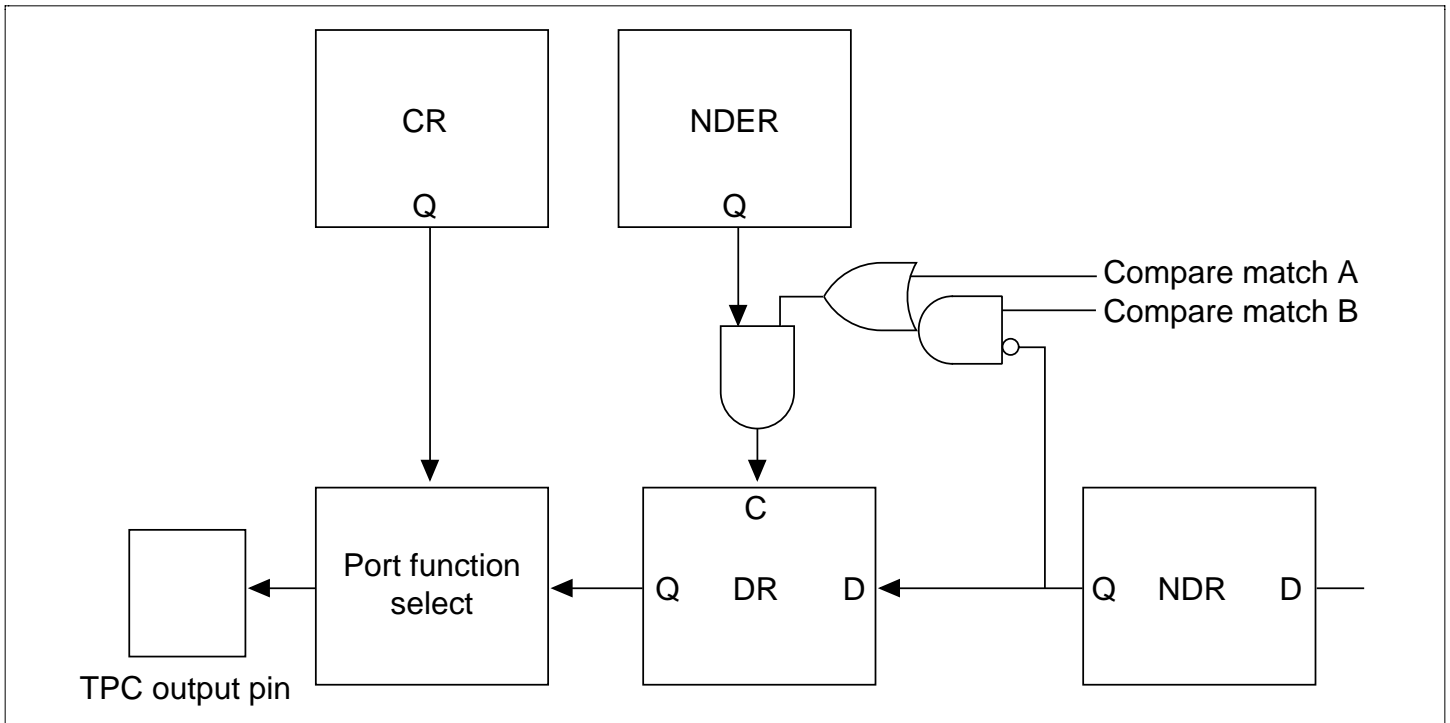 CR
Q
NDER
Q
Compare match A
Compare match B
Port function
select
C
Q
DR
D
Q
NDR
D
TPC output pin